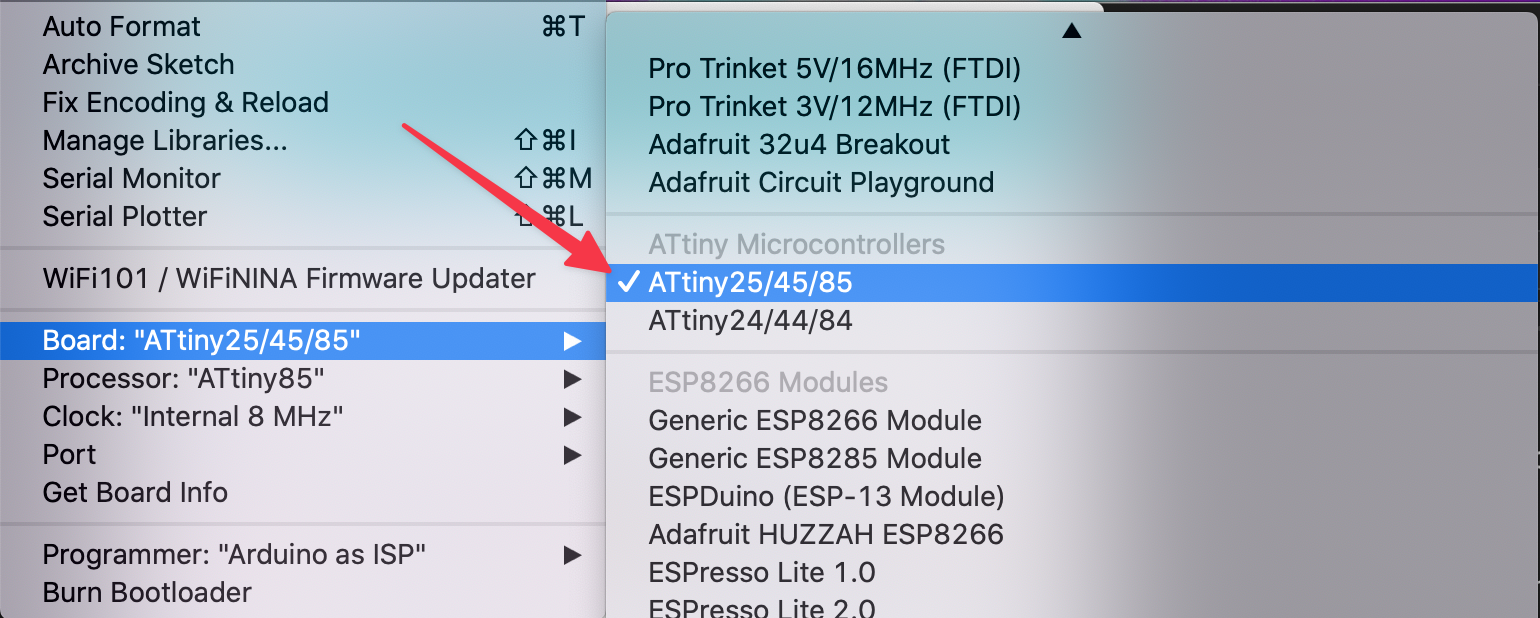 Auto Format ⌘T
Archive Sketch
Fix Encoding & Reload
Manage Libraries... ⇧⌘I
Serial Monitor ⇧⌘M
Serial Plotter ⇧⌘L
WiFi101 / WiFiNINA Firmware Updater
Board: "ATtiny25/45/85"
Processor: "ATtiny85"
Clock: "Internal 8 MHz"
Port
Get Board Info
Programmer: "Arduino as ISP"
Burn Bootloader
Pro Trinket 5V/16MHz (FTDI)
Pro Trinket 3V/12MHz (FTDI)
Adafruit 32u4 Breakout
Adafruit Circuit Playground
ATtiny Microcontrollers
ATtiny25/45/85
ATtiny24/44/84
ESP8266 Modules
Generic ESP8266 Module
Generic ESP8285 Module
ESPDuino (ESP-13 Module)
Adafruit HUZZAH ESP8266
ESPresso Lite 1.0
ESPresso Lite 2.0